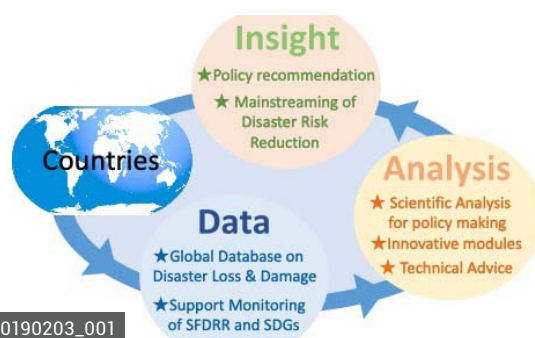 Insight
★Policy recommendation
★ Mainstreaming of
Disaster Risk
Reduction
Countries
Analysis
★ Scientific Analysis
for policy making
★Innovative modules
★ Technical Advice
Data
★Global Database on
Disaster Loss & Damage
★Support Monitoring
of SFDRR and SDGs
0190203_001